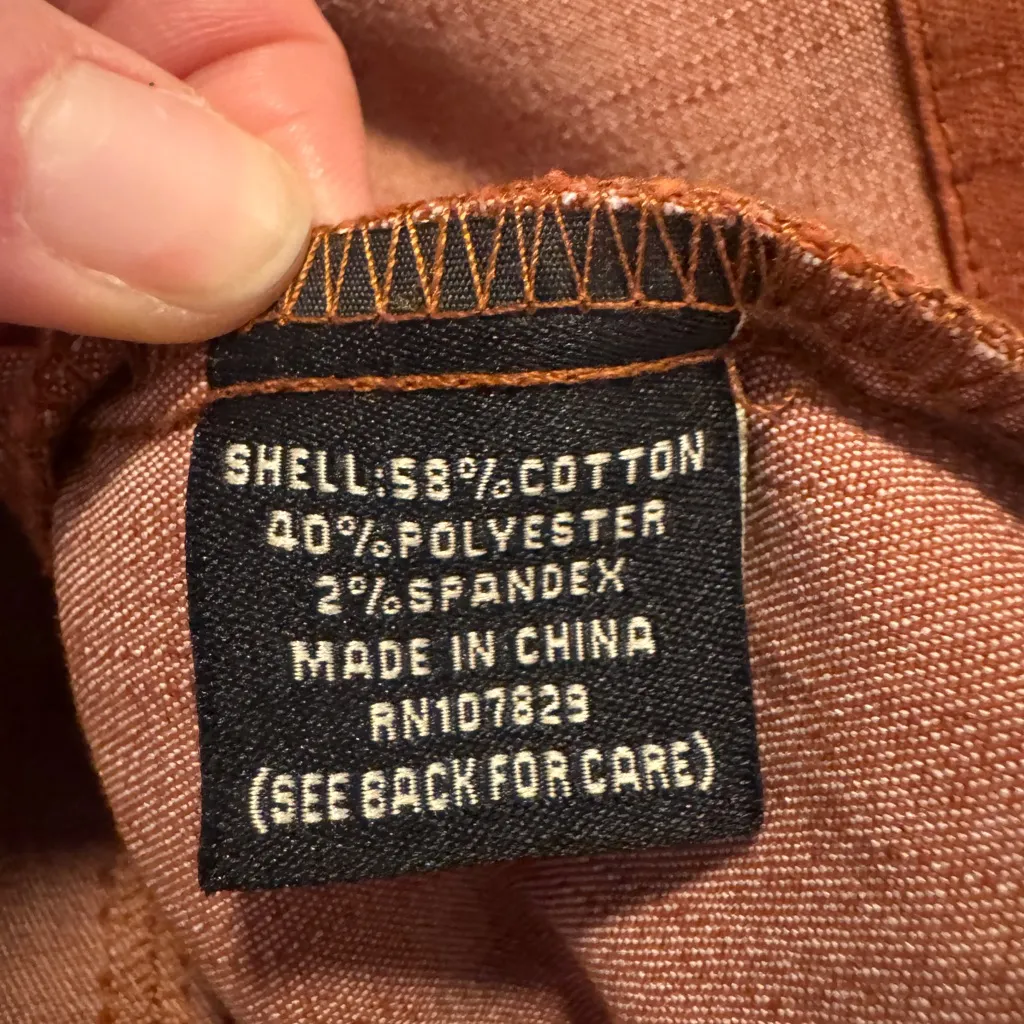 SHELL:58%COTTON
40%POLYESTER
2%SPANDEX
MADE IN CHINA
RN107829
(SEE BACK FOR CARE)